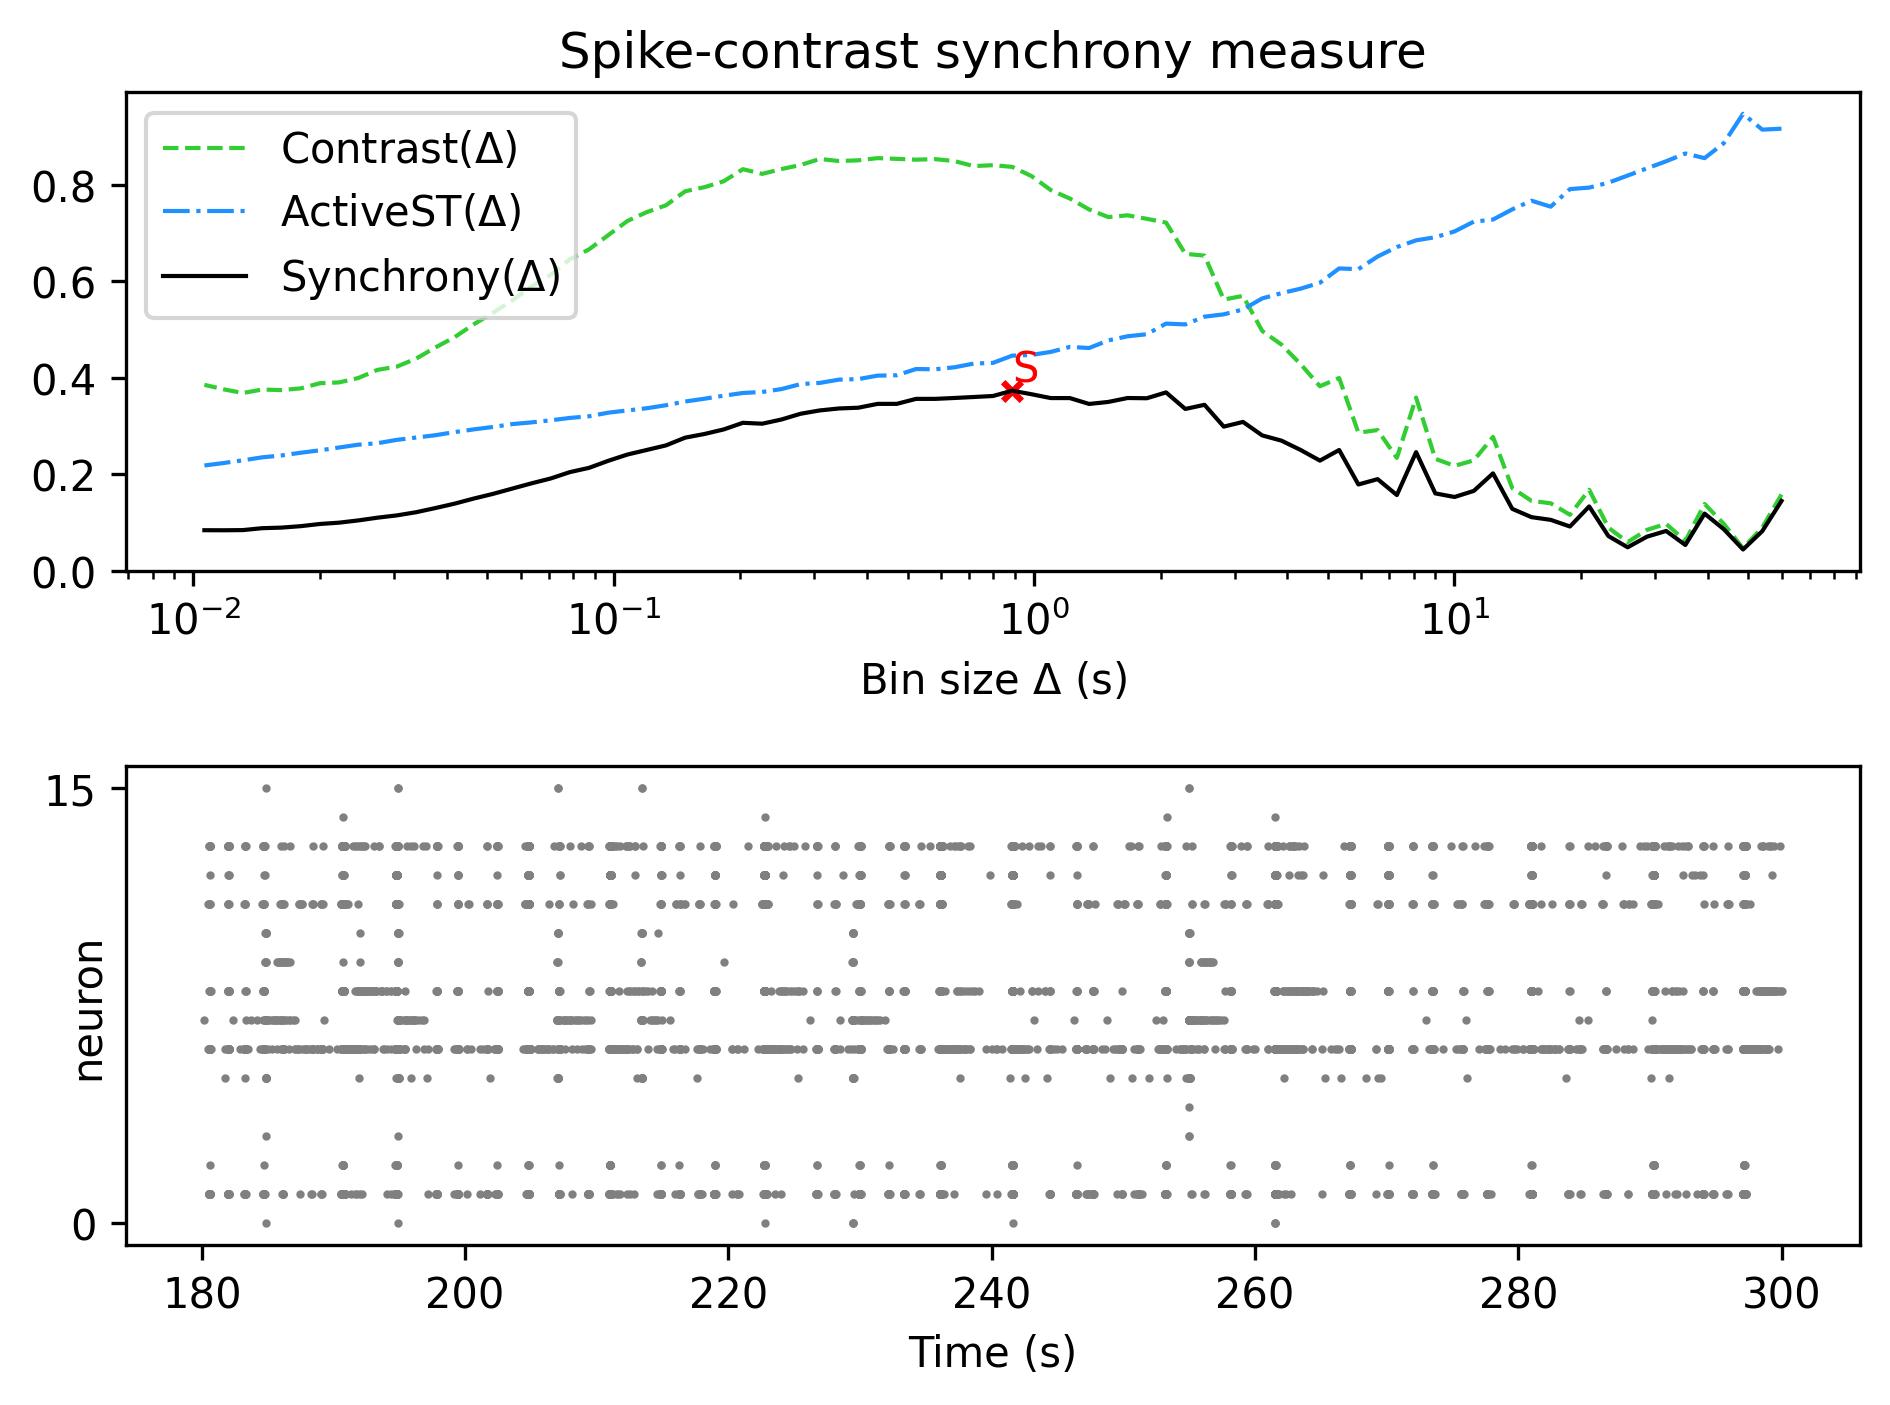 Spike-contrast synchrony measure
Contrast(Δ)
ActiveST(Δ)
Synchrony(Δ)
S
0.8
0.6
0.4
0.2
0.0
10⁻² 10⁻¹ 10⁰ 10¹
Bin size Δ (s)
15
0
neuron
180 200 220 240 260 280 300
Time (s)